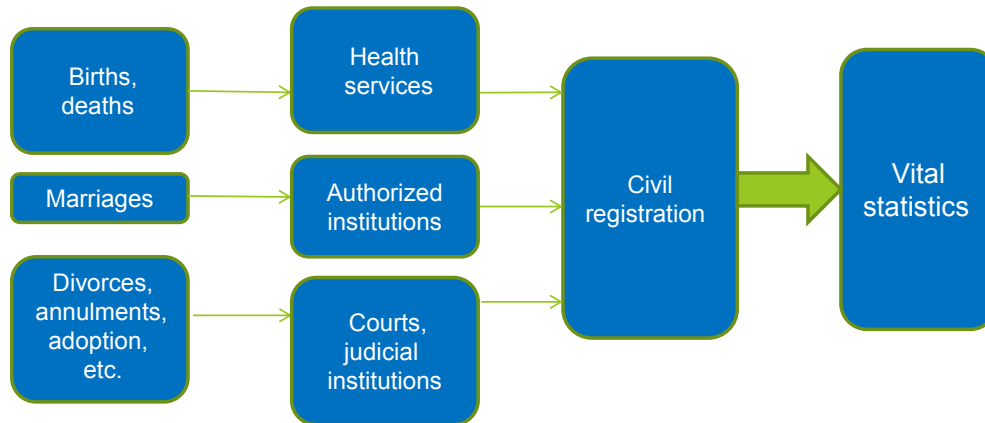 Births,
deaths
Health
services
Marriages
Authorized
institutions
Divorces,
annulments,
adoption,
etc.
Courts,
judicial
institutions
Civil
registration
Vital
statistics